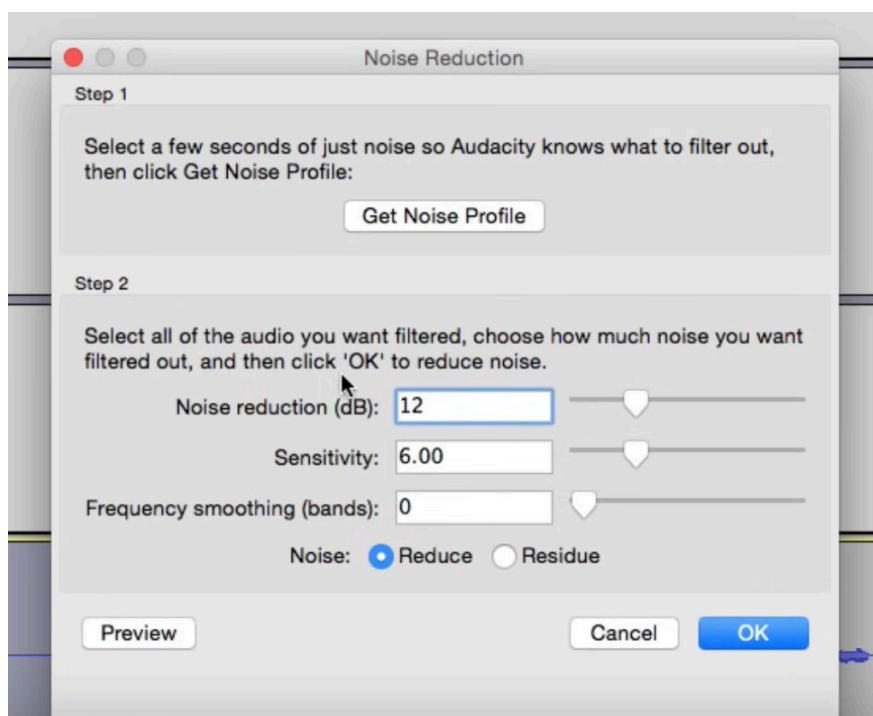 Noise Reduction
Step 1
Select a few seconds of just noise so Audacity knows what to filter out,
then click Get Noise Profile:
Get Noise Profile
Step 2
Select all of the audio you want filtered, choose how much noise you want
filtered out, and then click 'OK' to reduce noise.
Noise reduction (dB): 12
Sensitivity: 6.00
Frequency smoothing (bands): 0
Noise: Reduce Residue
Preview Cancel OK